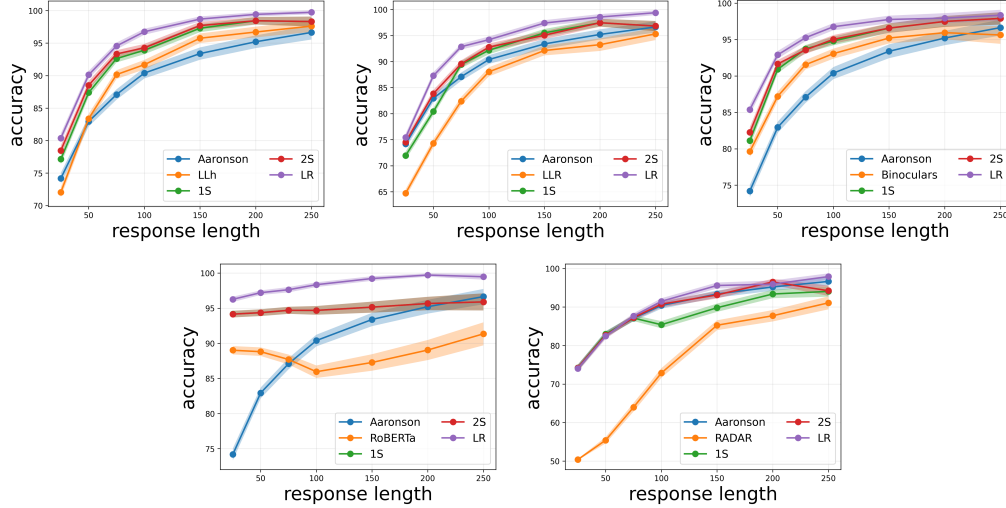 accuracy
100
95
90
85
80
75
70
50
100
150
200
250
response length
Aaronson
LLh
1S
2S
LR
accuracy
100
95
90
85
80
75
70
65
50
100
150
200
250
response length
Aaronson
LLR
1S
2S
LR
accuracy
100
95
90
85
80
75
50
100
150
200
250
response length
Aaronson
Binoculars
1S
2S
LR
accuracy
100
95
90
85
80
75
50
100
150
200
250
response length
Aaronson
RoBERTa
1S
2S
LR
accuracy
100
90
80
70
60
50
50
100
150
200
250
response length
Aaronson
RADAR
1S
2S
LR